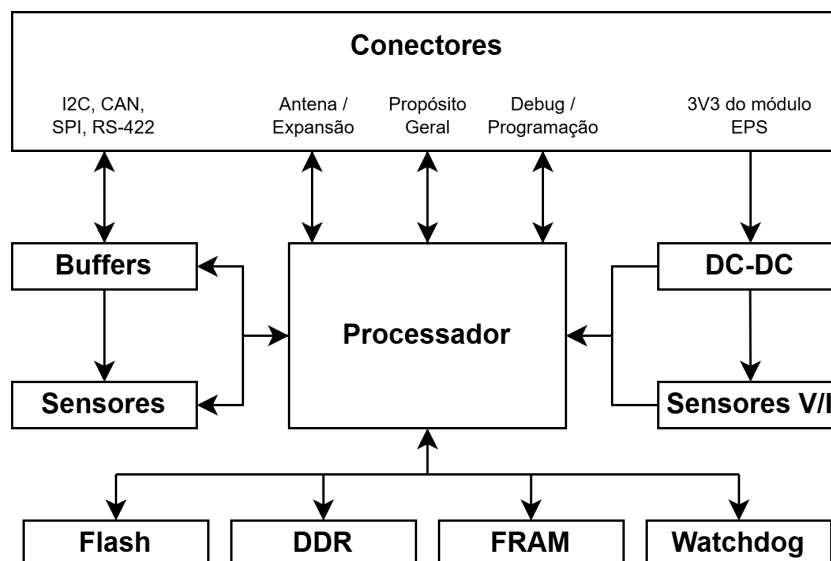 Conectores
I2C, CAN,
SPI, RS-422
Antena /
Expansão
Propósito
Geral
Debug /
Programação
3V3 do módulo
EPS
Buffers
Processador
DC-DC
Sensores
Sensores V/I
Flash
DDR
FRAM
Watchdog